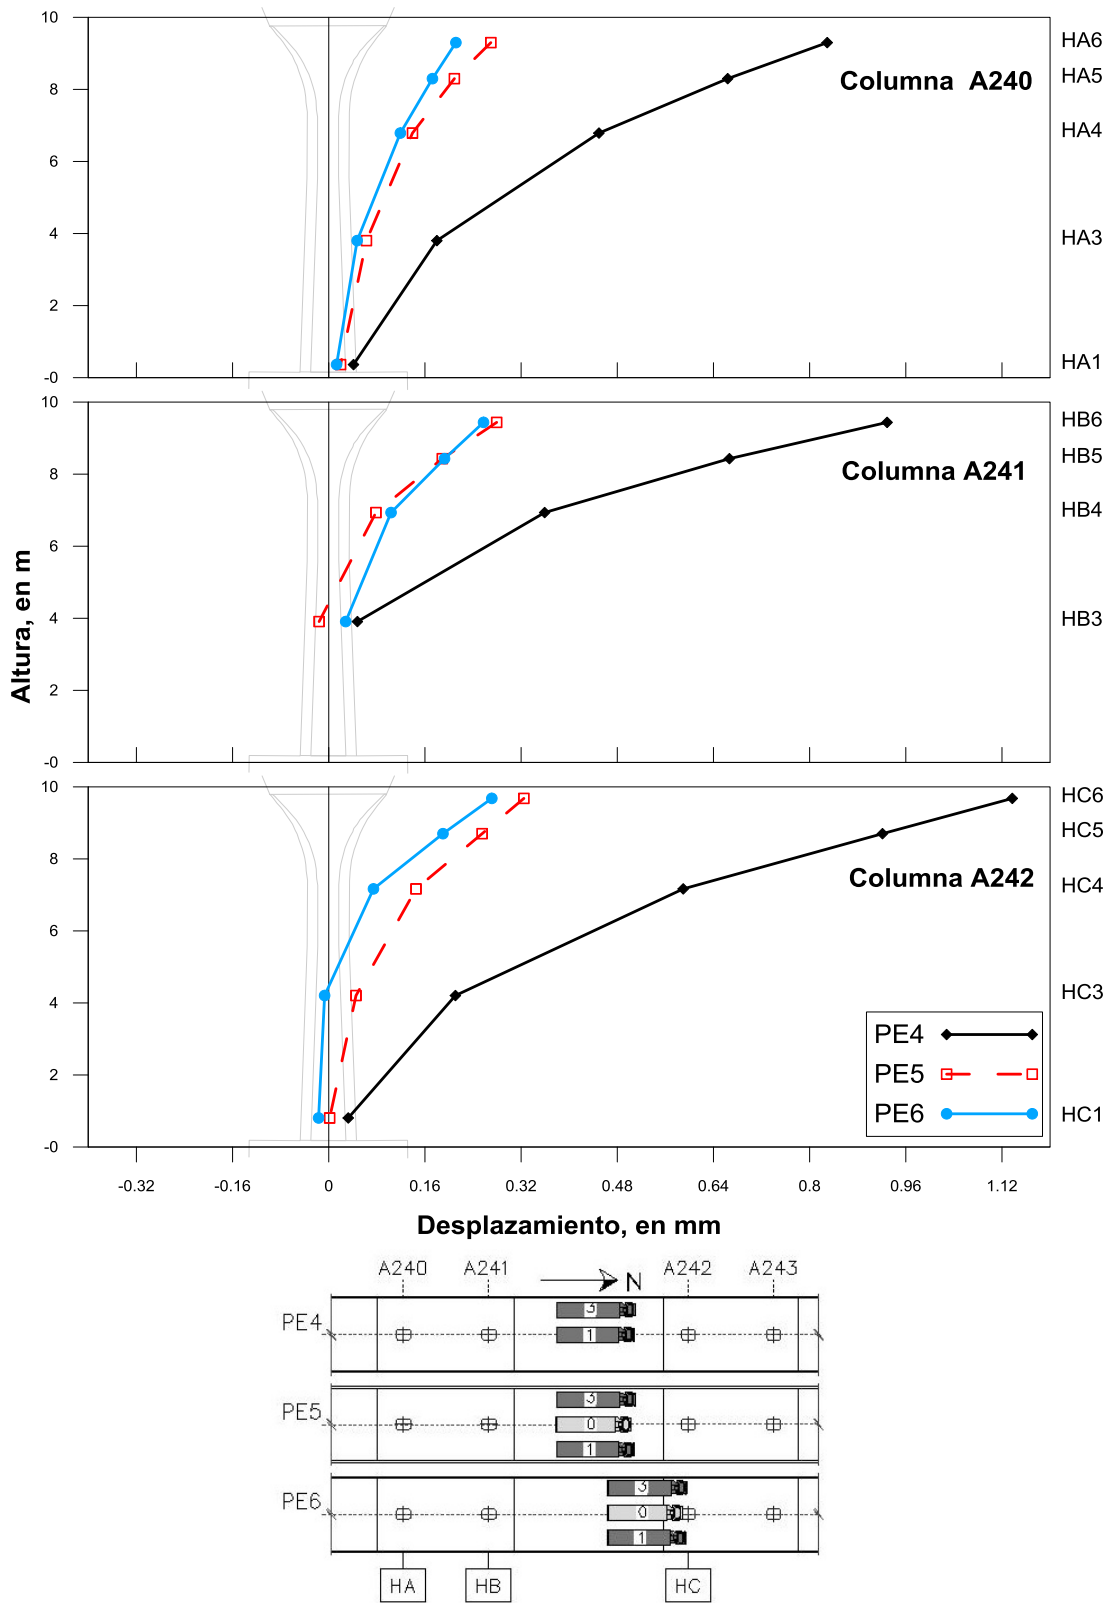 10
8
6
4
2
-0
Columna A240
HA6
HA5
HA4
HA3
HA1
10
8
6
4
2
-0
Columna A241
HB6
HB5
HB4
HB3
Altura, en m
10
8
6
4
2
-0
Columna A242
HC6
HC5
HC4
HC3
HC1
PE4
PE5
PE6
-0.32 -0.16 0 0.16 0.32 0.48 0.64 0.8 0.96 1.12
Desplazamiento, en mm
A240 A241 N A242 A243
PE4
3
1
PE5
3
0
1
PE6
3
0
1
HA HB HC